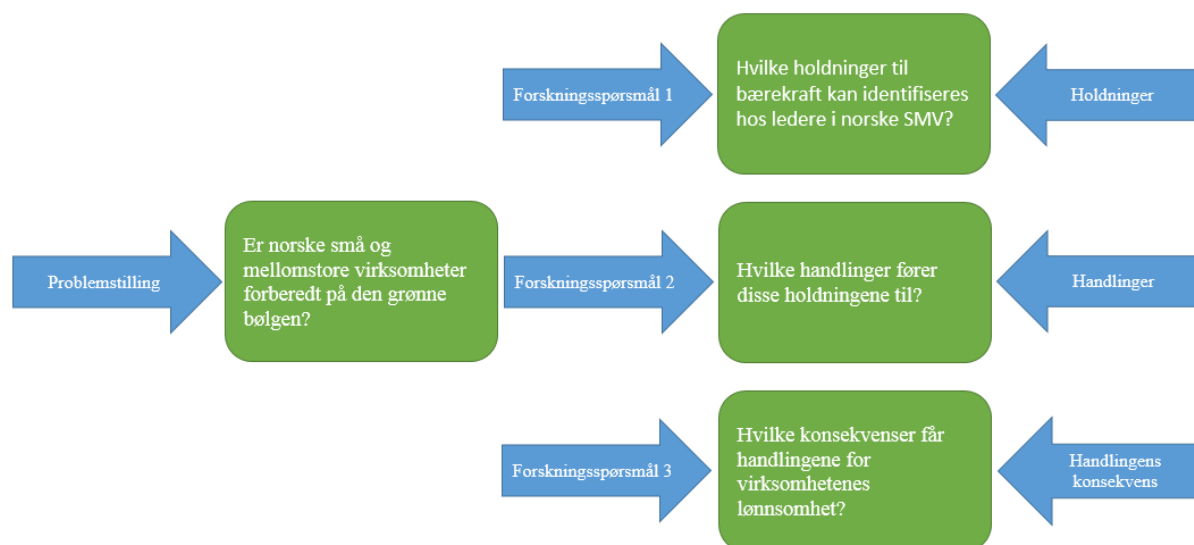 Forskningsspørsmål 1
Hvilke holdninger til
bærekraft kan identifiseres
hos ledere i norske SMV?
Holdninger
Problemstilling
Er norske små og
mellomstore virksomheter
forberedt på den grønne
bølgen?
Forskningsspørsmål 2
Hvilke handlinger fører
disse holdningene til?
Handlinger
Forskningsspørsmål 3
Hvilke konsekvenser får
handlingene for
virksomhetenes
lønnsomhet?
Handlingens
konsekvens